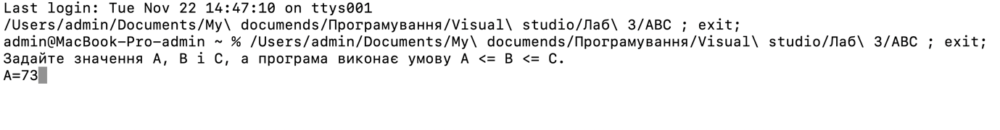 Last login: Tue Nov 22 14:47:10 on ttys001
/Users/admin/Documents/My\ documends/Програмування/Visual\ studio/Лаб\ 3/ABC ; exit;
admin@MacBook-Pro-admin ~ % /Users/admin/Documents/My\ documends/Програмування/Visual\ studio/Лаб\ 3/ABC ; exit;
Задайте значення A, B і C, а програма виконає умову A <= B <= C.
A=73